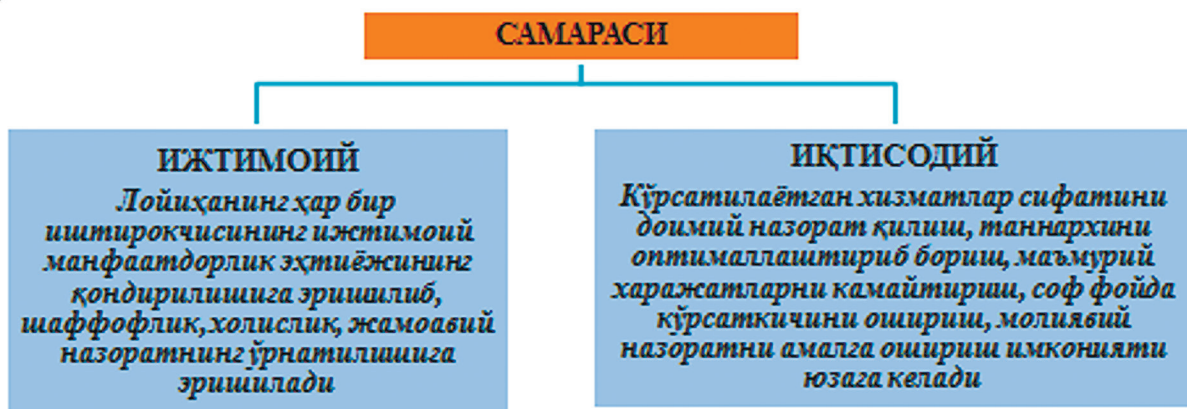 САМАРАСИ
ИЖТИМОИЙ
Лойиҳанинг ҳар бир
иштирокчисининг ижтимоий
манфаатдорлик эҳтиёжининг
қондирилишига эришилиб,
шаффофлик, холислик, жамоавий
назоратнинг ўрнатилишига
эришилади
ИҚТИСОДИЙ
Кўрсатилаётган хизматлар сифатини
доимий назорат қилиш, таннархини
оптималлаштириб бориш, маъмурий
харажатларни камайтириш, соф фойда
кўрсаткичини ошириш, молиявий
назоратни амалга ошириш имконияти
юзага келади